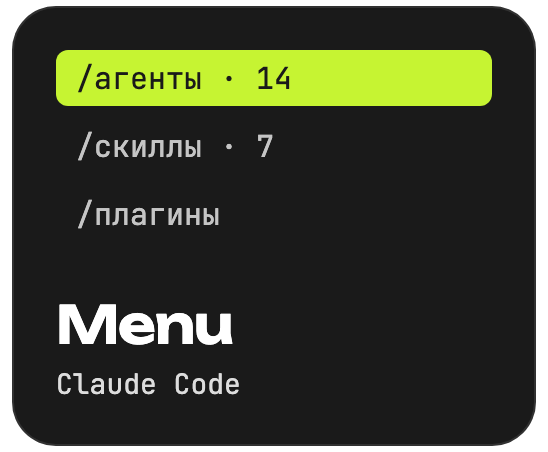 /агенты · 14
/скиллы · 7
/плагины
Menu
Claude Code